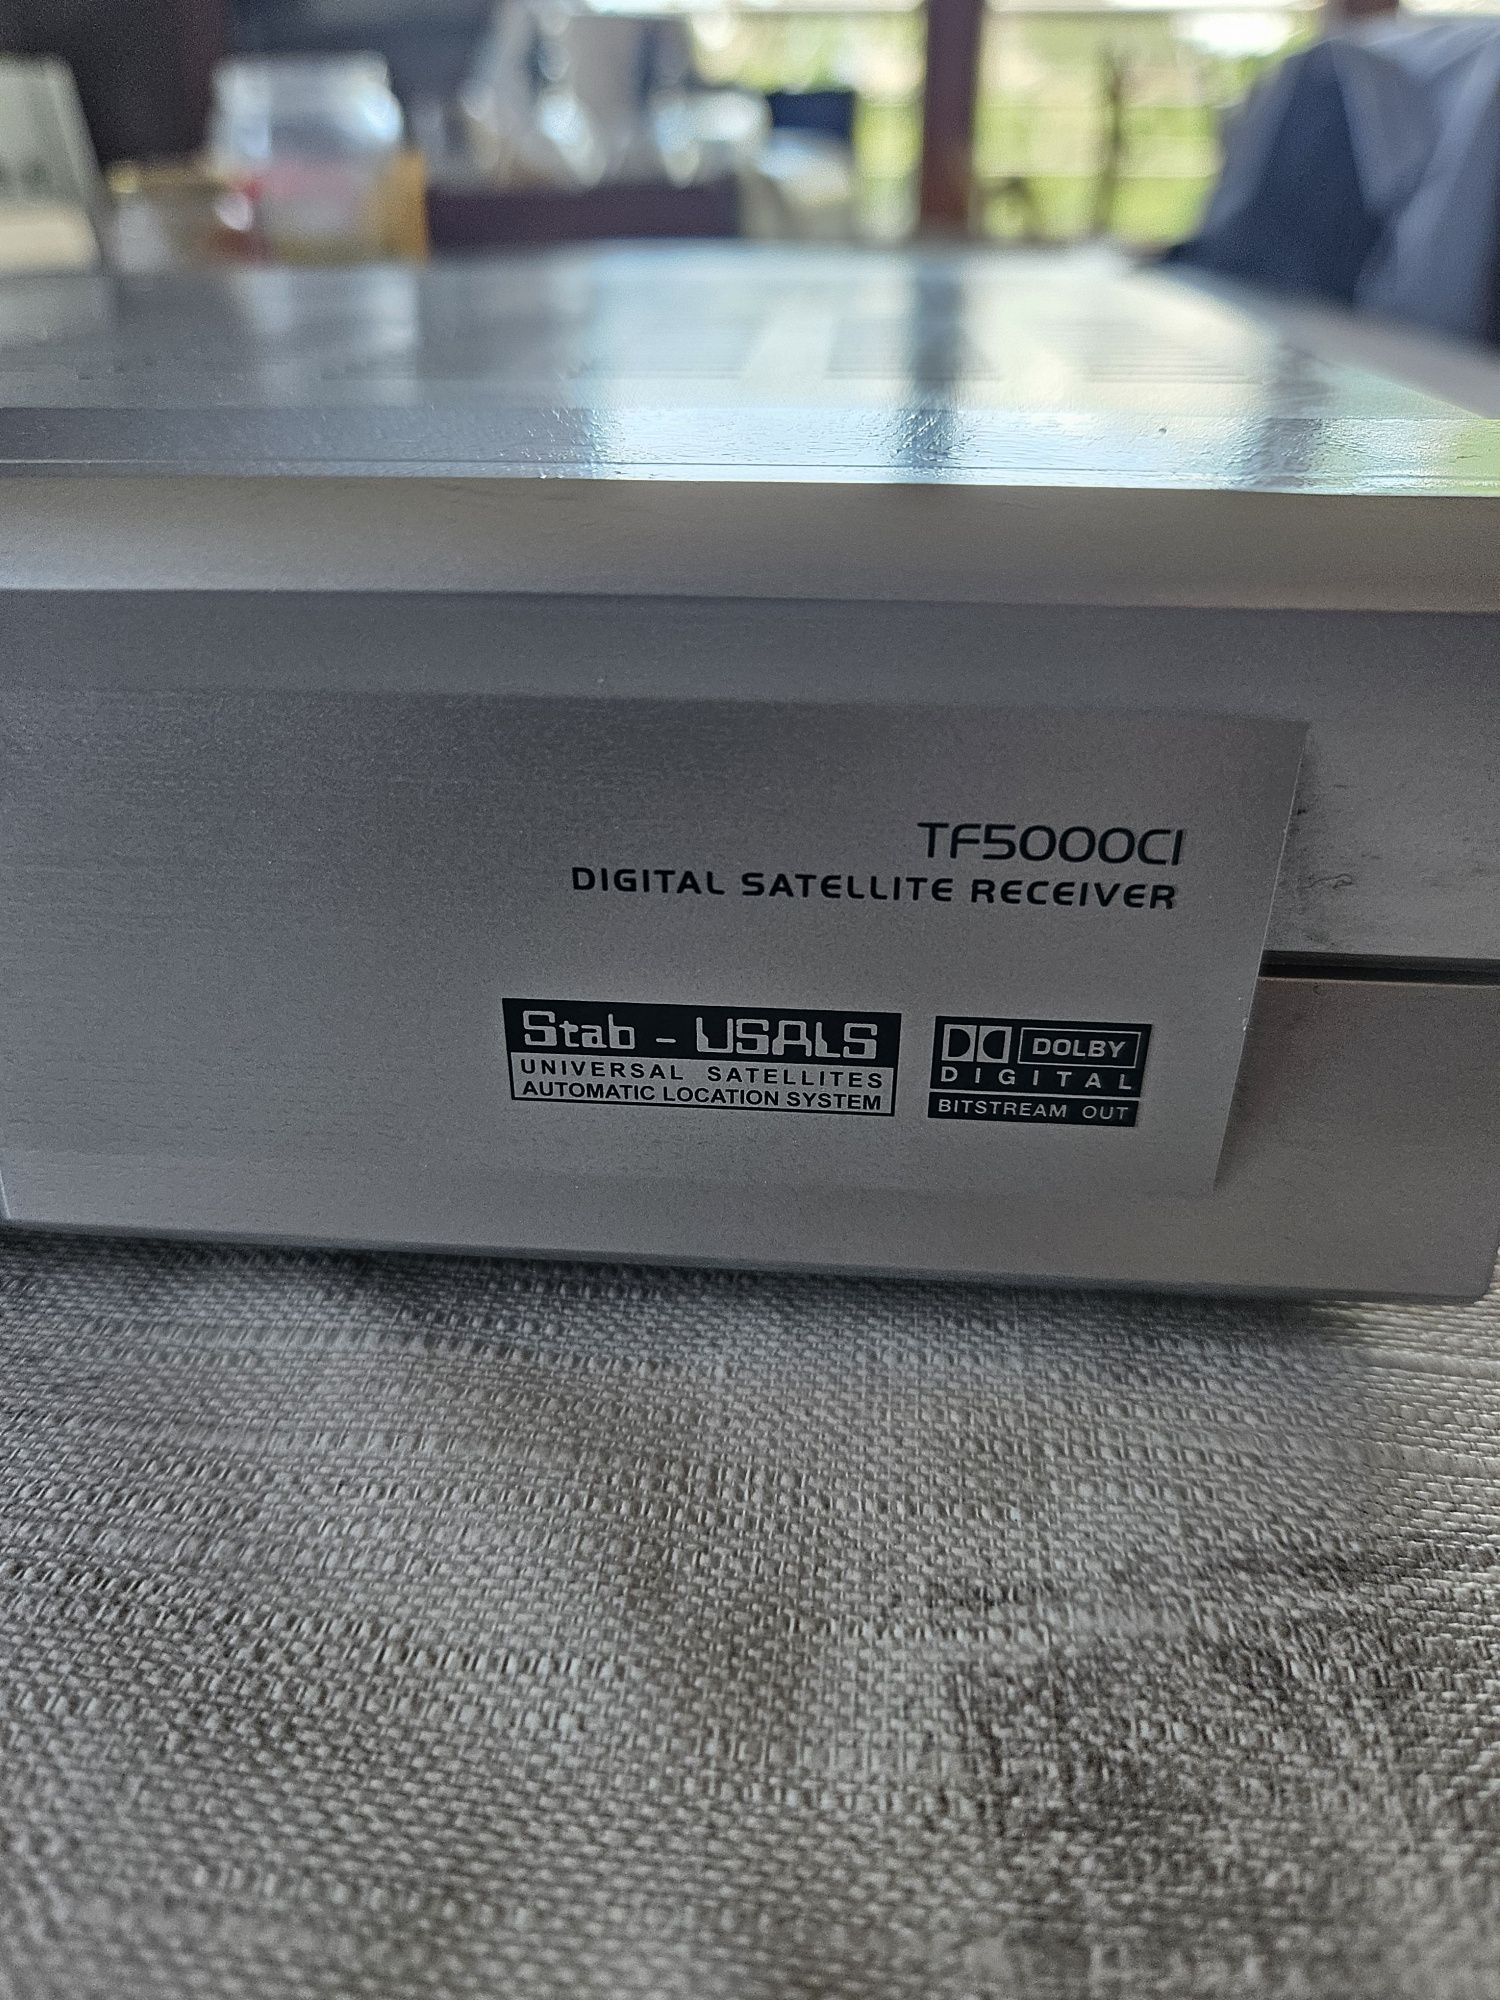 TF5000CI
DIGITAL SATELLITE RECEIVER
Stab - USALS
UNIVERSAL SATELLITES
AUTOMATIC LOCATION SYSTEM
DOLBY
DIGITAL
BITSTREAM OUT